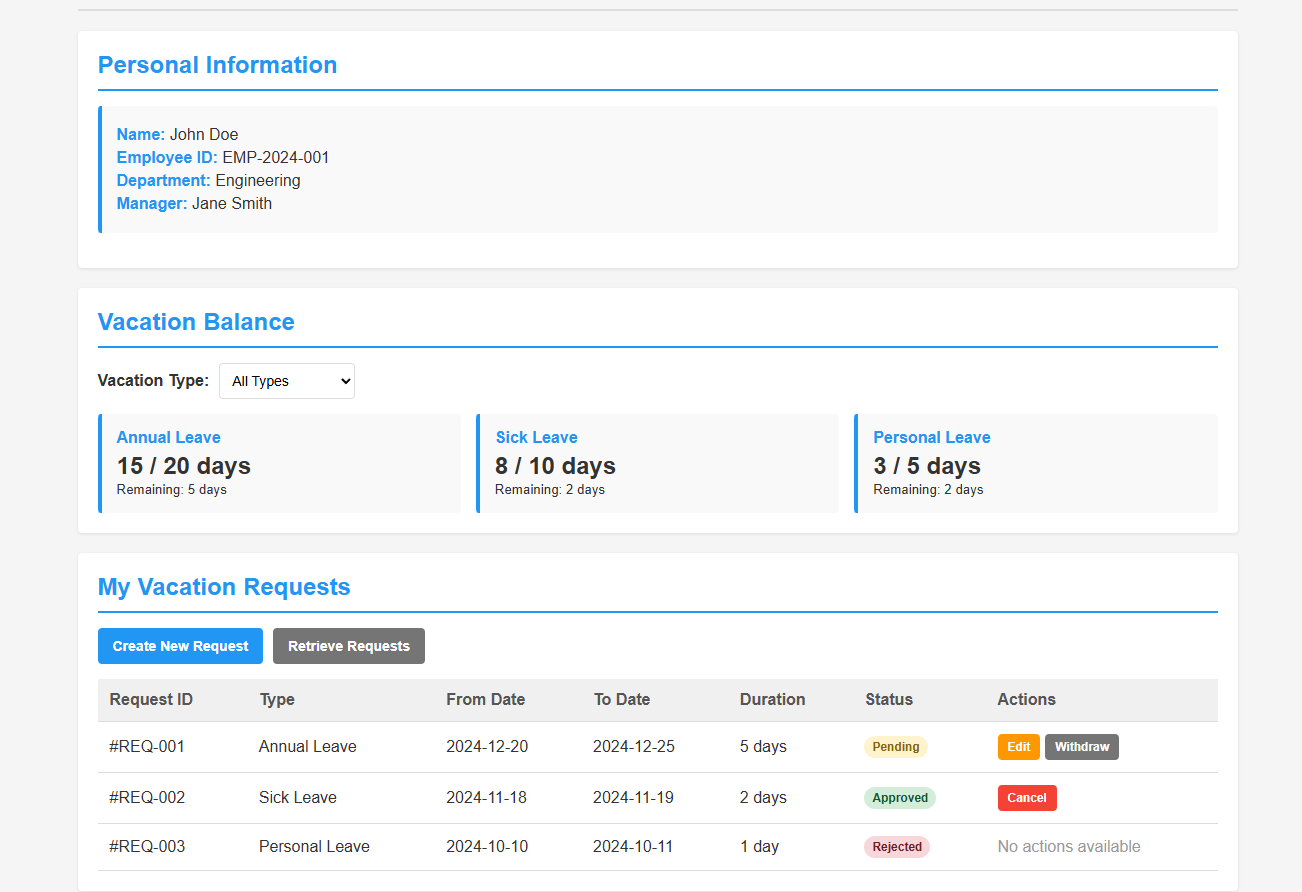 Personal Information
Name: John Doe
Employee ID: EMP-2024-001
Department: Engineering
Manager: Jane Smith
Vacation Balance
Vacation Type: All Types
Annual Leave
15 / 20 days
Remaining: 5 days
Sick Leave
8 / 10 days
Remaining: 2 days
Personal Leave
3 / 5 days
Remaining: 2 days
My Vacation Requests
Create New Request Retrieve Requests
Request ID Type From Date To Date Duration Status Actions
#REQ-001 Annual Leave 2024-12-20 2024-12-25 5 days Pending Edit Withdraw
#REQ-002 Sick Leave 2024-11-18 2024-11-19 2 days Approved Cancel
#REQ-003 Personal Leave 2024-10-10 2024-10-11 1 day Rejected No actions available